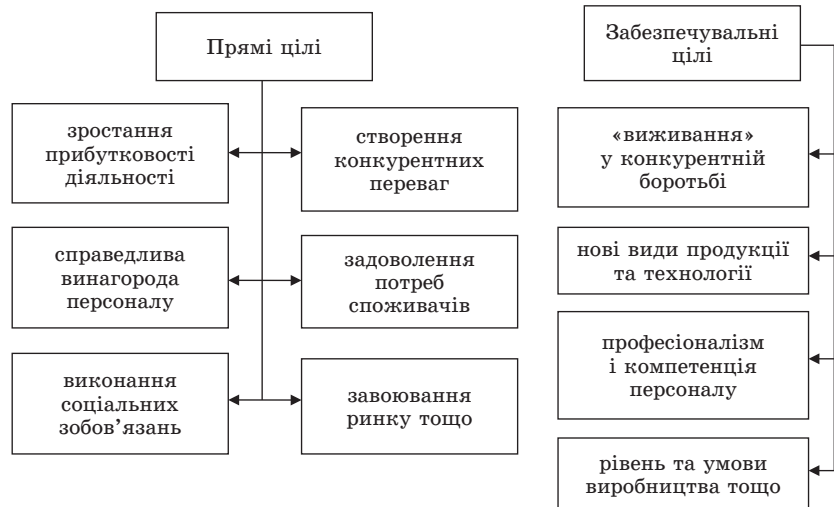 Прямі цілі
зростання
прибутковості
діяльності
створення
конкурентних
переваг
справедлива
винагорода
персоналу
задоволення
потреб
споживачів
виконання
соціальних
зобов’язань
завоювання
ринку тощо
Забезпечувальні
цілі
«виживання»
у конкурентній
боротьбі
нові види продукції
та технології
професіоналізм
і компетенція
персоналу
рівень та умови
виробництва тощо